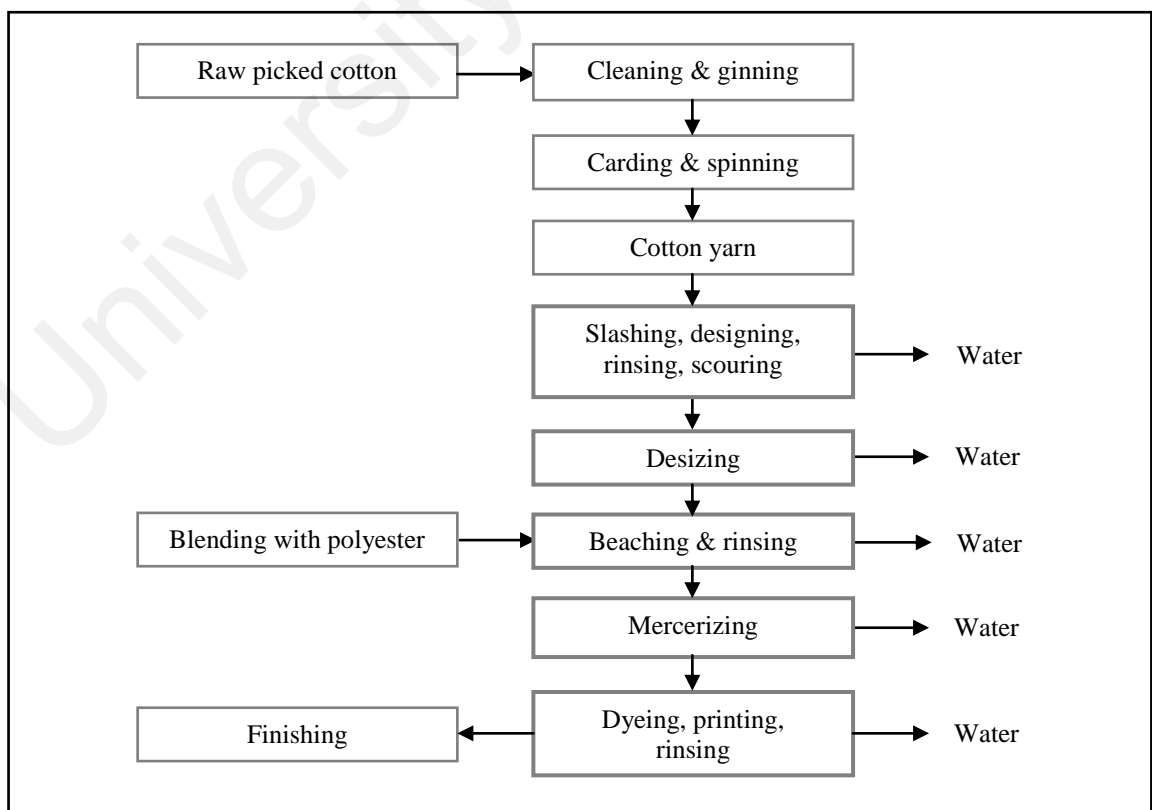 University
Raw picked cotton
Cleaning & ginning
Carding & spinning
Cotton yarn
Slashing, designing,
rinsing, scouring
Water
Desizing
Water
Blending with polyester
Beaching & rinsing
Water
Mercerizing
Water
Finishing
Dyeing, printing,
rinsing
Water